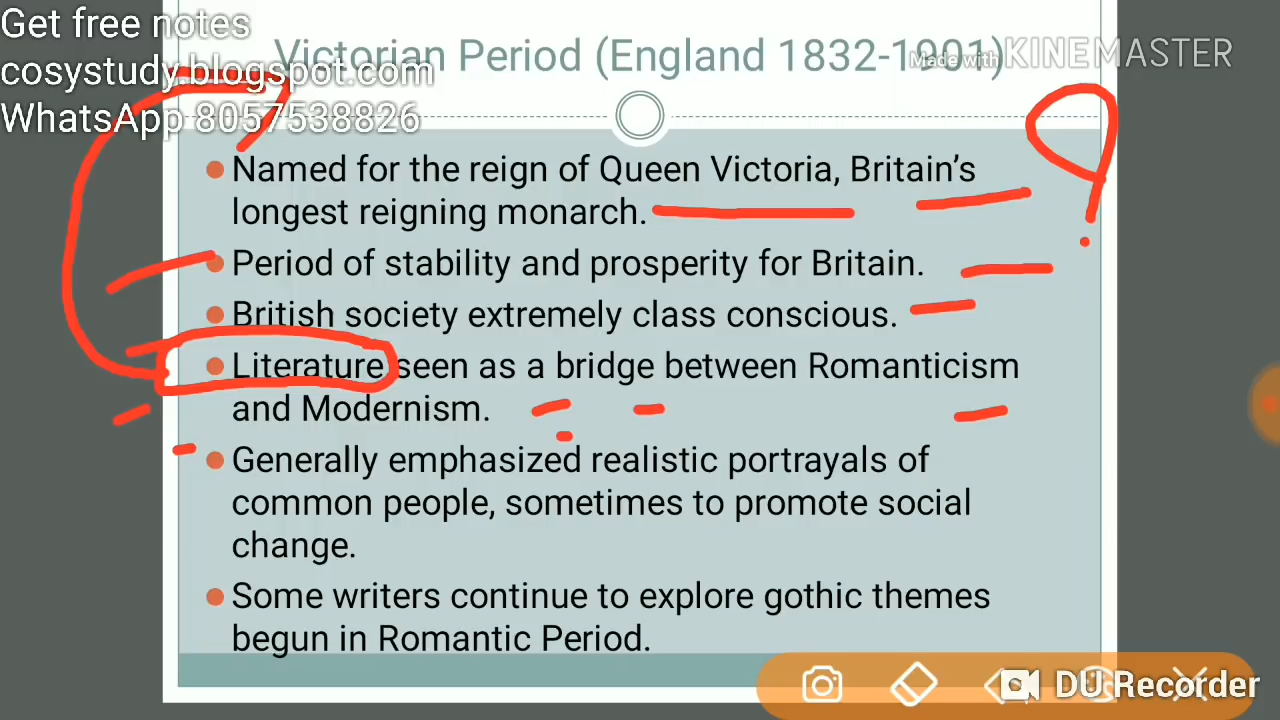 Get free notes
Victorian Period (England 1832-1901)
Made with KINEMASTER
cosystudy.blogspot.com
WhatsApp 8057538826
Named for the reign of Queen Victoria, Britain’s
longest reigning monarch.
Period of stability and prosperity for Britain.
British society extremely class conscious.
Literature seen as a bridge between Romanticism
and Modernism.
Generally emphasized realistic portrayals of
common people, sometimes to promote social
change.
Some writers continue to explore gothic themes
begun in Romantic Period.
DU Recorder